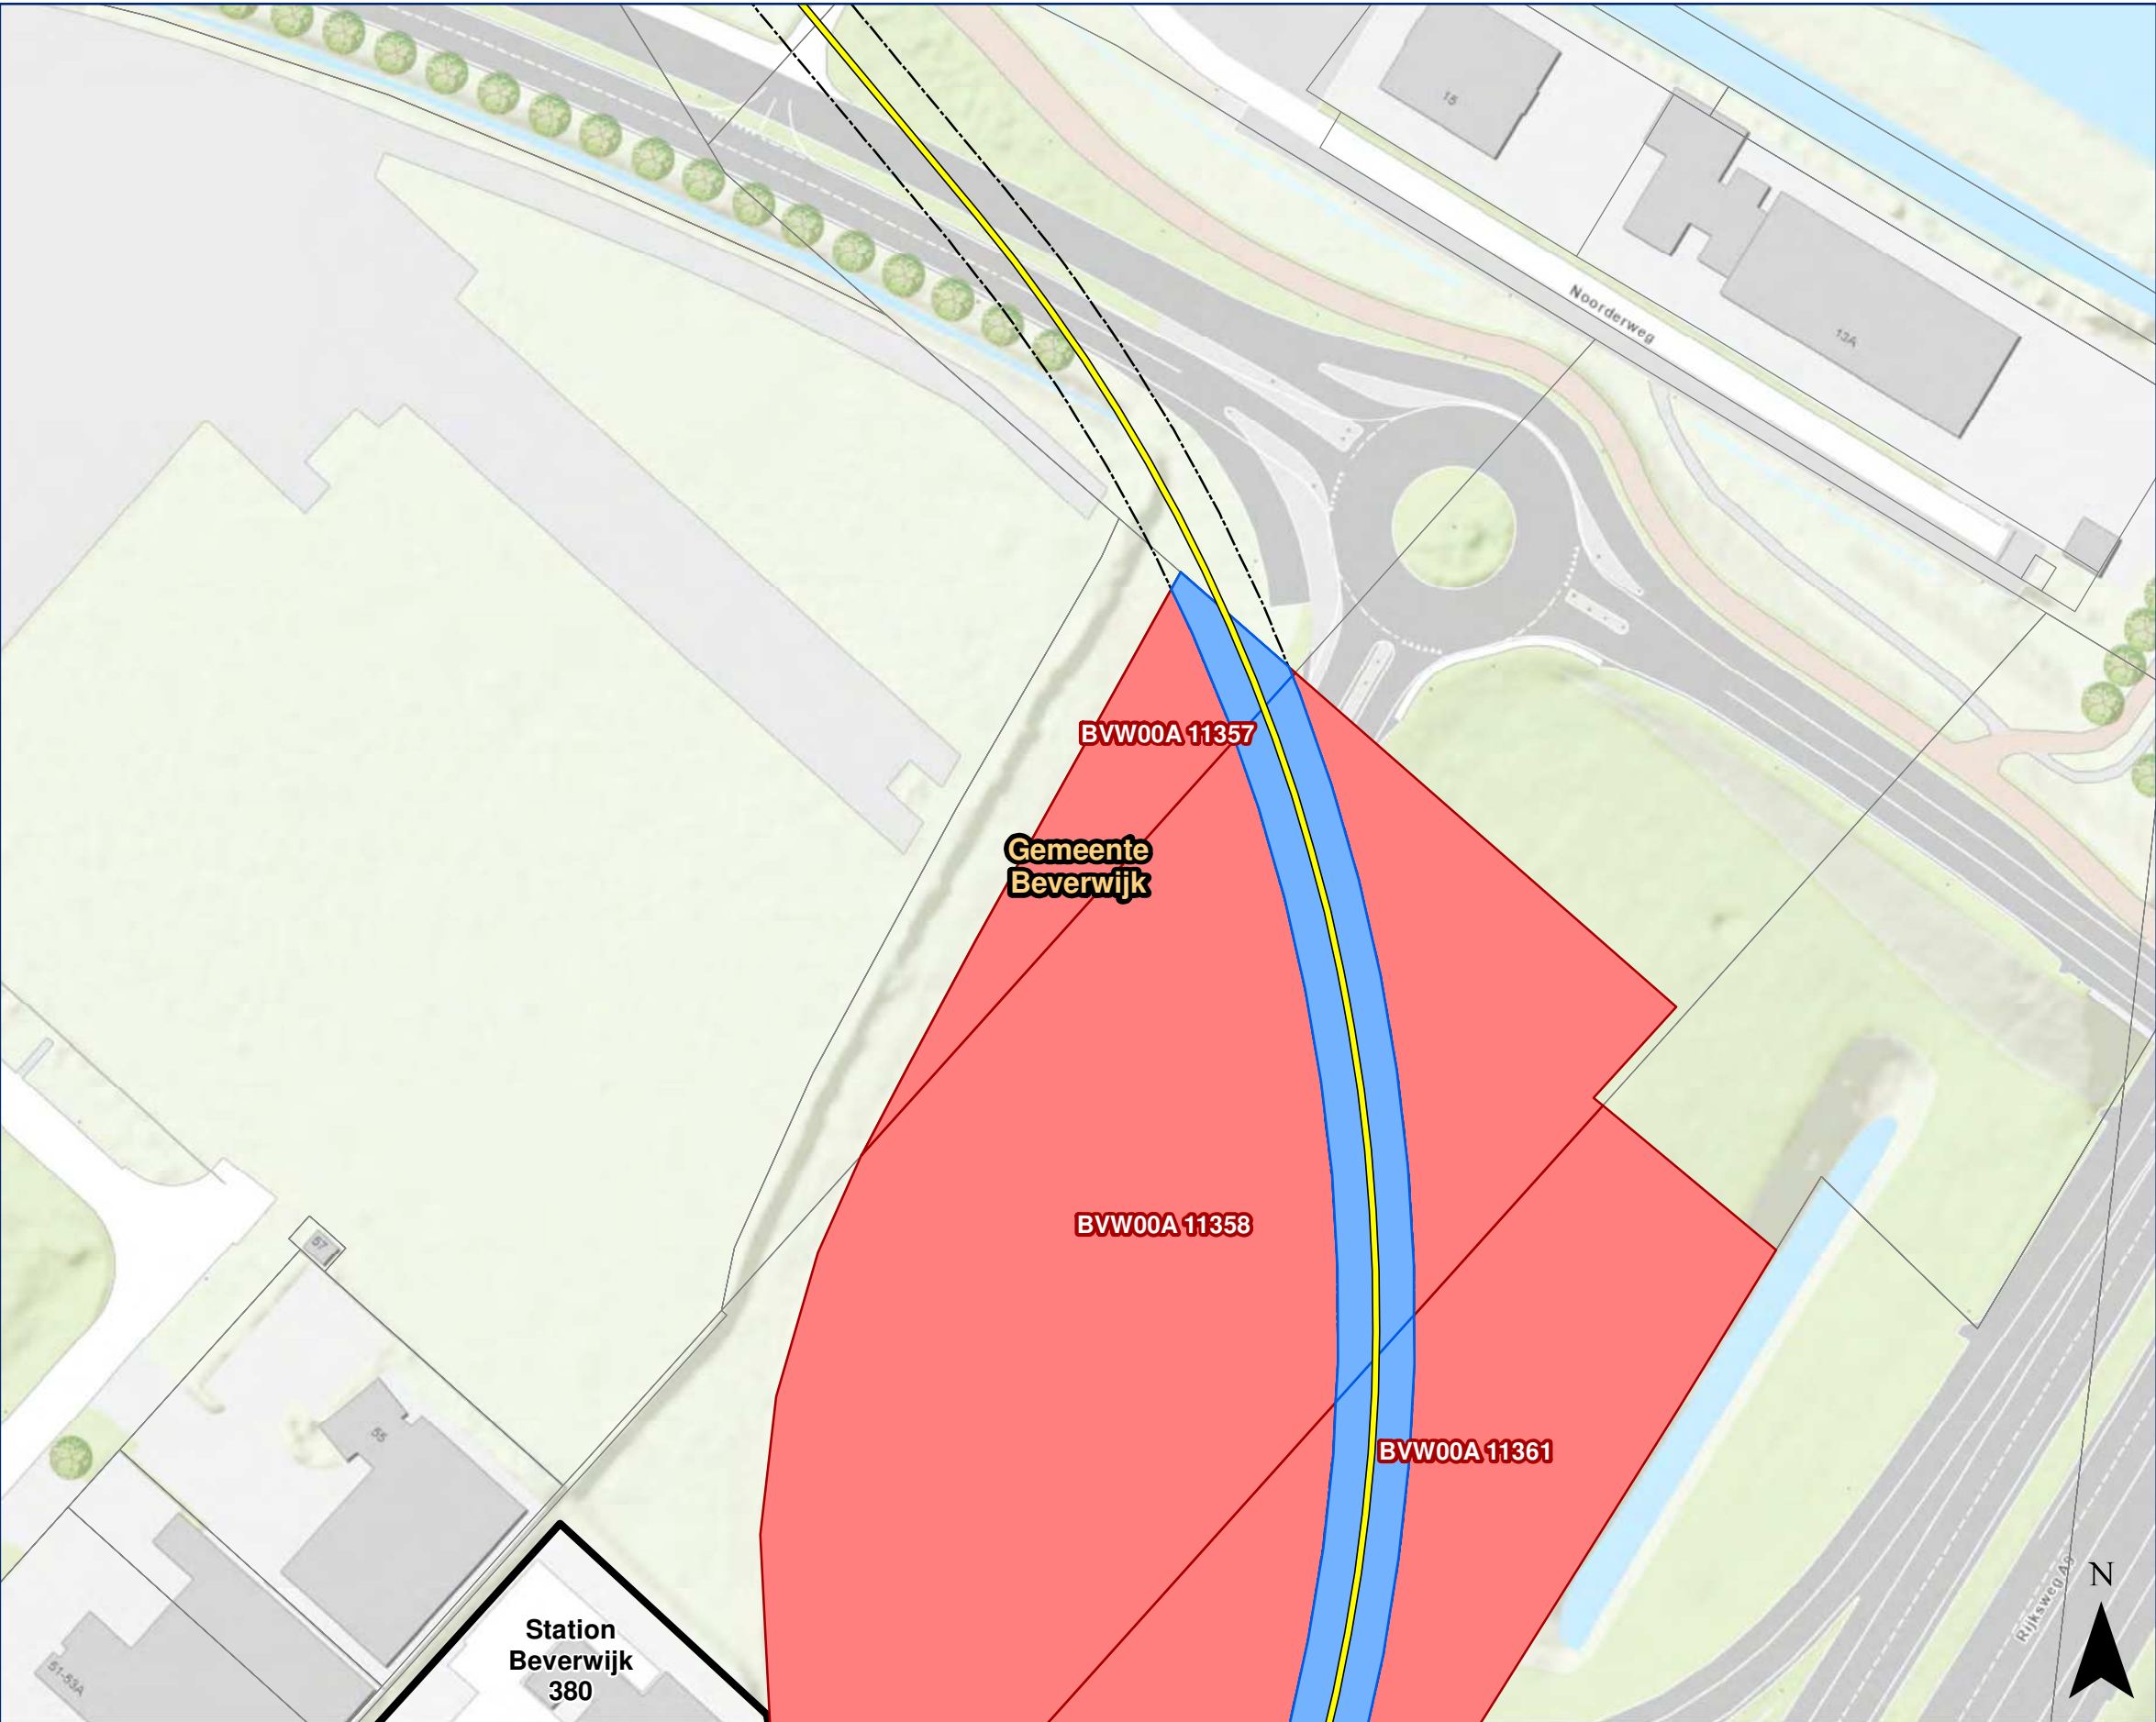 15
Noorderweg
13A
BVW00A 11357
Gemeente
Beverwijk
BVW00A 11358
57
55
BVW00A 11361
Rijksweg A9
N
Station
Beverwijk
380
51-53A